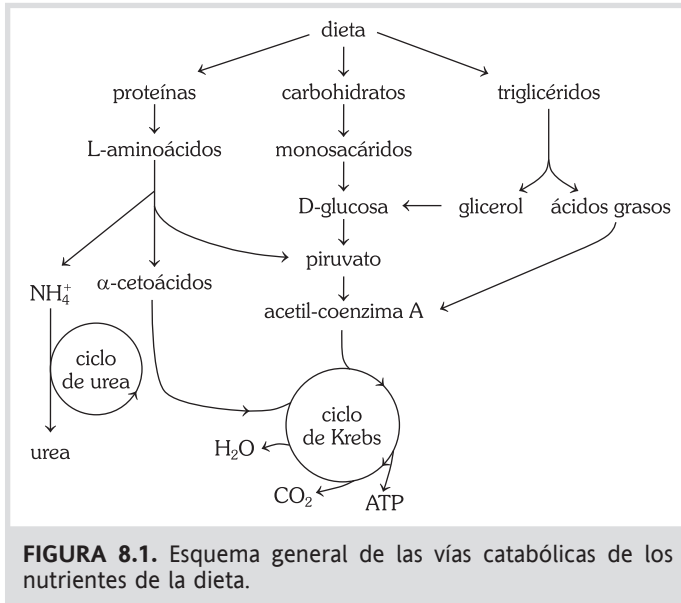 dieta
proteínas carbohidratos triglicéridos
L-aminoácidos monosacáridos
D-glucosa glicerol ácidos grasos
piruvato
NH₄⁺ α-cetoácidos
acetil-coenzima A
ciclo
de urea
ciclo
de Krebs
H₂O
urea
CO₂ ATP
FIGURA 8.1. Esquema general de las vías catabólicas de los
nutrientes de la dieta.